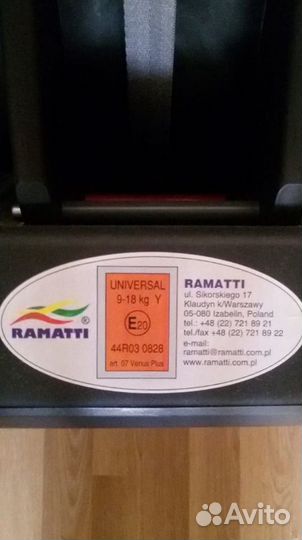 RAMATTI
UNIVERSAL
9-18 kg Y
E20
44R03 0828
art. 07 Venus Plus
RAMATTI
ul. Sikorskiego 17
Klaudyn k/Warszawy
05-080 Izabelin, Poland
tel.: +48 (22) 721 89 21
tel./fax +48 (22) 721 89 22
e-mail:
ramatti@ramatti.com.pl
www.ramatti.com.pl
Avito